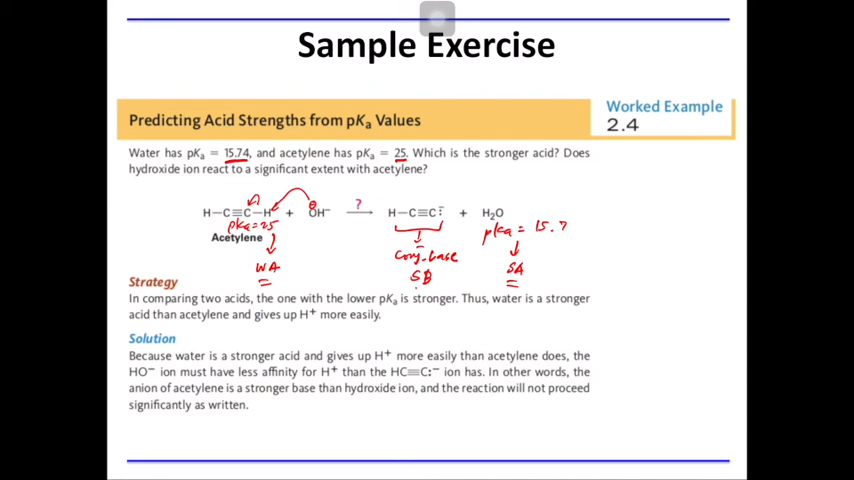 Sample Exercise
Predicting Acid Strengths from pKa Values
Worked Example
2.4
Water has pKa = 15.74, and acetylene has pKa = 25. Which is the stronger acid? Does
hydroxide ion react to a significant extent with acetylene?
H—C≡C—H + OH⁻ ? ⟶ H—C≡C:⁻ + H₂O
pka=25
pka = 15.7
Acetylene
WA
Conj. base
SB
SA
Strategy
In comparing two acids, the one with the lower pKa is stronger. Thus, water is a stronger
acid than acetylene and gives up H⁺ more easily.
Solution
Because water is a stronger acid and gives up H⁺ more easily than acetylene does, the
HO⁻ ion must have less affinity for H⁺ than the HC≡C:⁻ ion has. In other words, the
anion of acetylene is a stronger base than hydroxide ion, and the reaction will not proceed
significantly as written.